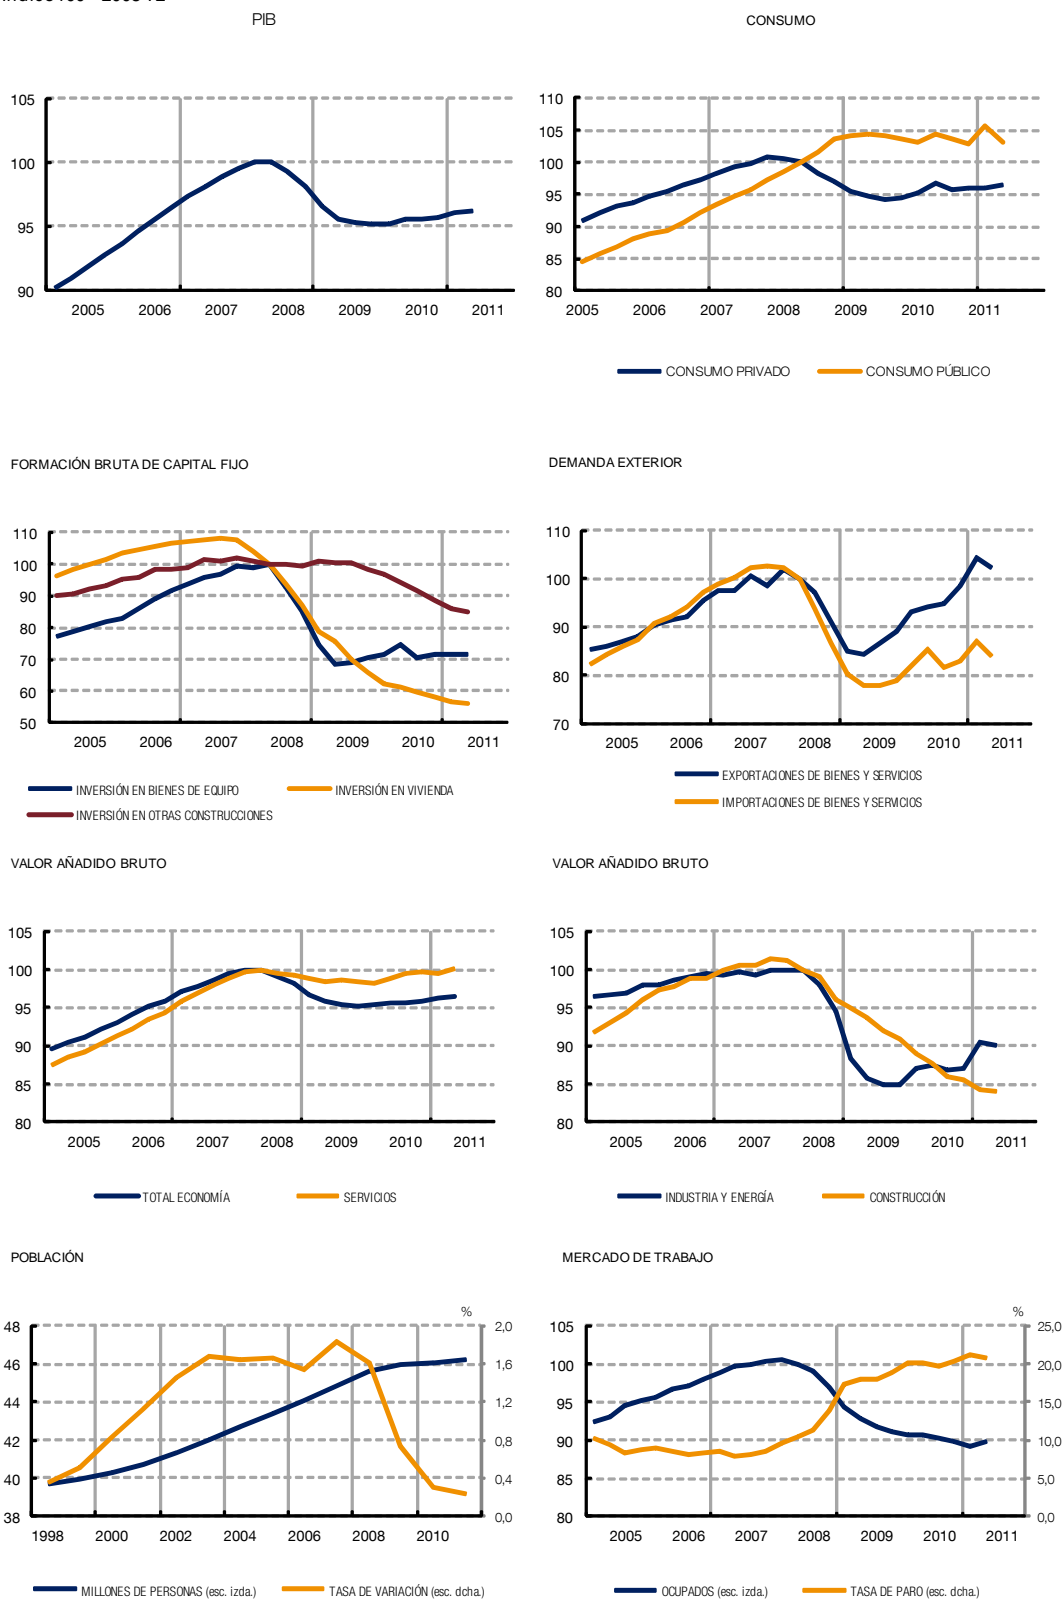 PIB
CONSUMO
105
100
95
90
2005 2006 2007 2008 2009 2010 2011
110
105
100
95
90
85
80
2005 2006 2007 2008 2009 2010 2011
CONSUMO PRIVADO CONSUMO PÚBLICO
FORMACIÓN BRUTA DE CAPITAL FIJO
DEMANDA EXTERIOR
110
100
90
80
70
60
50
2005 2006 2007 2008 2009 2010 2011
INVERSIÓN EN BIENES DE EQUIPO INVERSIÓN EN VIVIENDA
INVERSIÓN EN OTRAS CONSTRUCCIONES
110
100
90
80
70
2005 2006 2007 2008 2009 2010 2011
EXPORTACIONES DE BIENES Y SERVICIOS
IMPORTACIONES DE BIENES Y SERVICIOS
VALOR AÑADIDO BRUTO
VALOR AÑADIDO BRUTO
105
100
95
90
85
80
2005 2006 2007 2008 2009 2010 2011
TOTAL ECONOMÍA SERVICIOS
105
100
95
90
85
80
2005 2006 2007 2008 2009 2010 2011
INDUSTRIA Y ENERGÍA CONSTRUCCIÓN
POBLACIÓN
MERCADO DE TRABAJO
%
48 2,0
46 1,6
44 1,2
42 0,8
40 0,4
38 0,0
1998 2000 2002 2004 2006 2008 2010
MILLONES DE PERSONAS (esc. izda.) TASA DE VARIACIÓN (esc. dcha.)
%
105 25,0
100 20,0
95 15,0
90 10,0
85 5,0
80 0,0
2005 2006 2007 2008 2009 2010 2011
OCUPADOS (esc. izda.) TASA DE PARO (esc. dcha.)